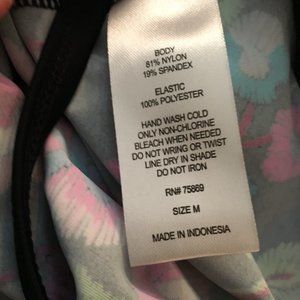 BODY
81% NYLON
19% SPANDEX
ELASTIC
100% POLYESTER
HAND WASH COLD
ONLY NON-CHLORINE
BLEACH WHEN NEEDED
DO NOT WRING OR TWIST
LINE DRY IN SHADE
DO NOT IRON
RN# 75869
SIZE M
MADE IN INDONESIA